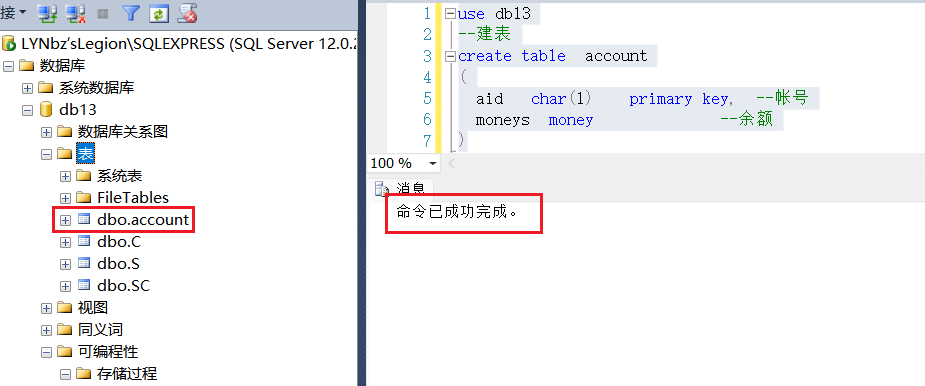 接
LYNbz'sLegion\SQLEXPRESS (SQL Server 12.0.2
数据库
系统数据库
db13
数据库关系图
表
系统表
FileTables
dbo.account
dbo.C
dbo.S
dbo.SC
视图
同义词
可编程性
存储过程
1 use db13
2 --建表
3 create table account
4 (
5 aid char(1) primary key, --帐号
6 moneys money --余额
7 )
100 %
消息
命令已成功完成。